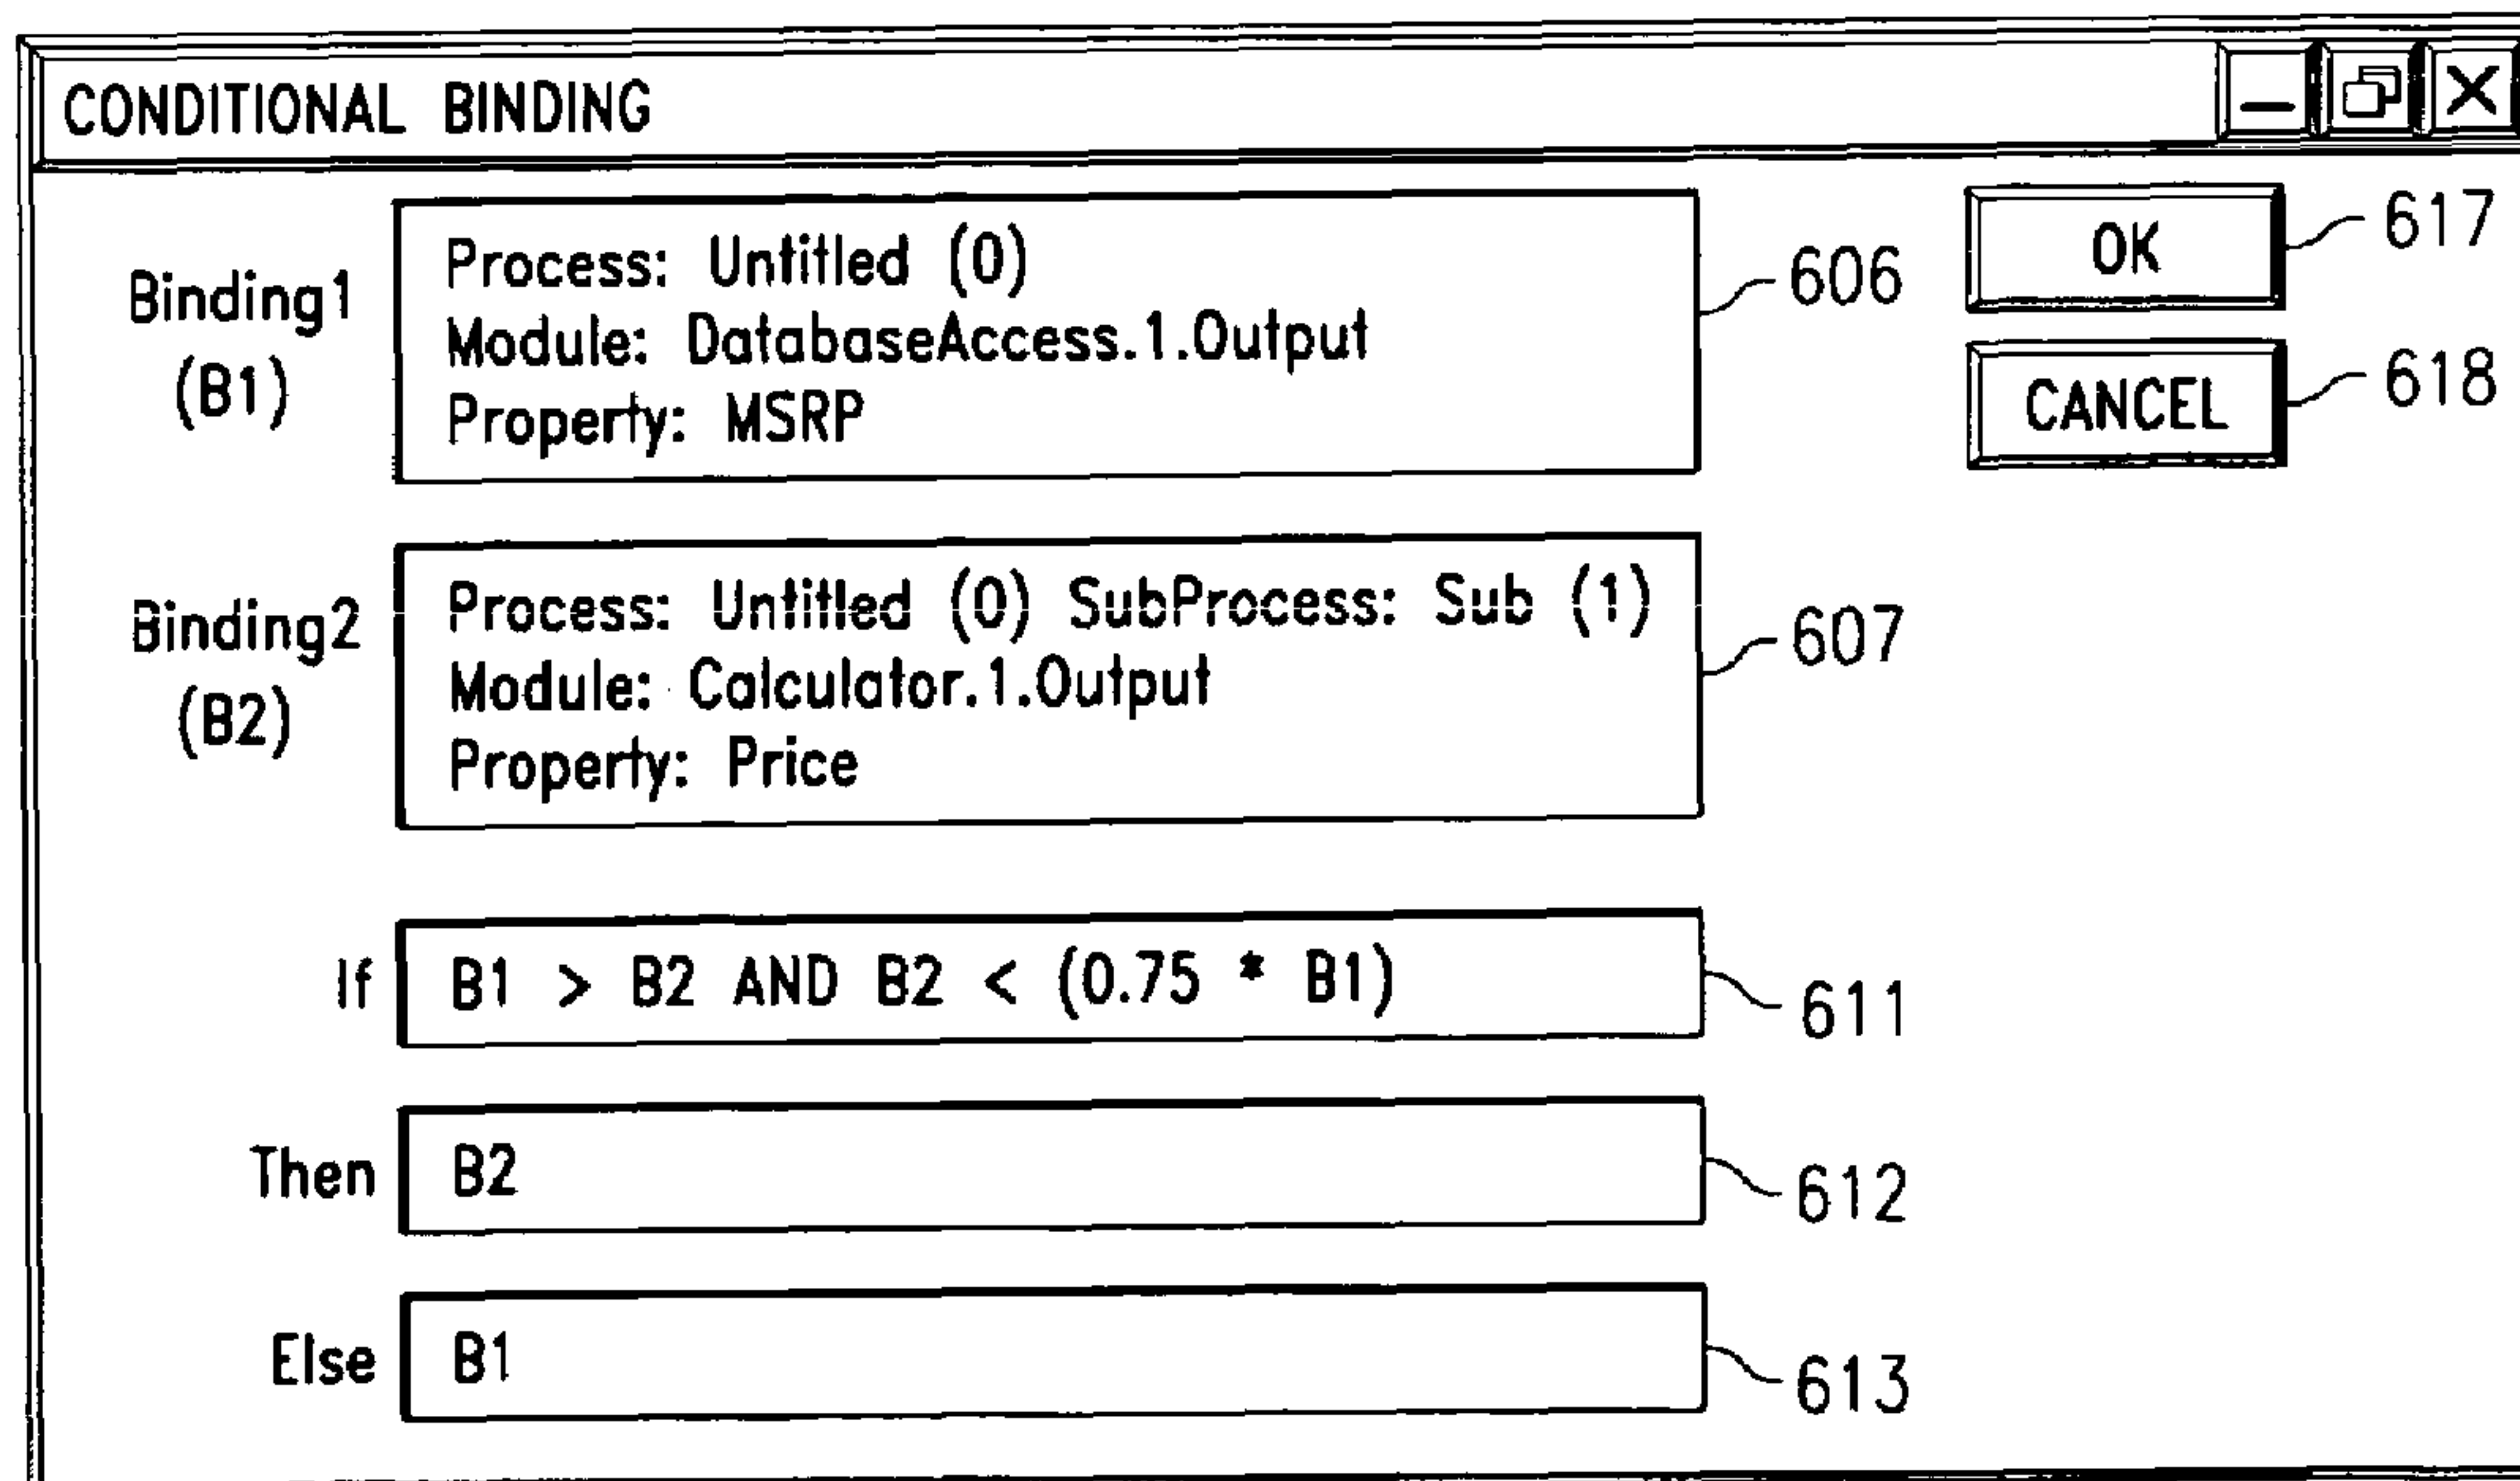 CONDITIONAL BINDING
Binding1
(B1)
Process: Untitled (0)
Module: DatabaseAccess.1.Output
Property: MSRP
606
OK
617
CANCEL
618
Binding2
(B2)
Process: Untitled (0) SubProcess: Sub (1)
Module: Calculator.1.Output
Property: Price
607
If
B1 > B2 AND B2 < (0.75 * B1)
611
Then
B2
612
Else
B1
613